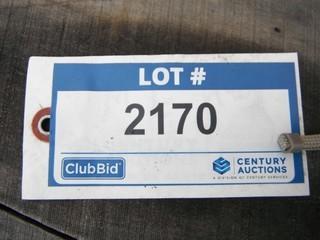 LOT #
2170
ClubBid
CENTURY
AUCTIONS
A DIVISION OF CENTURY SERVICES